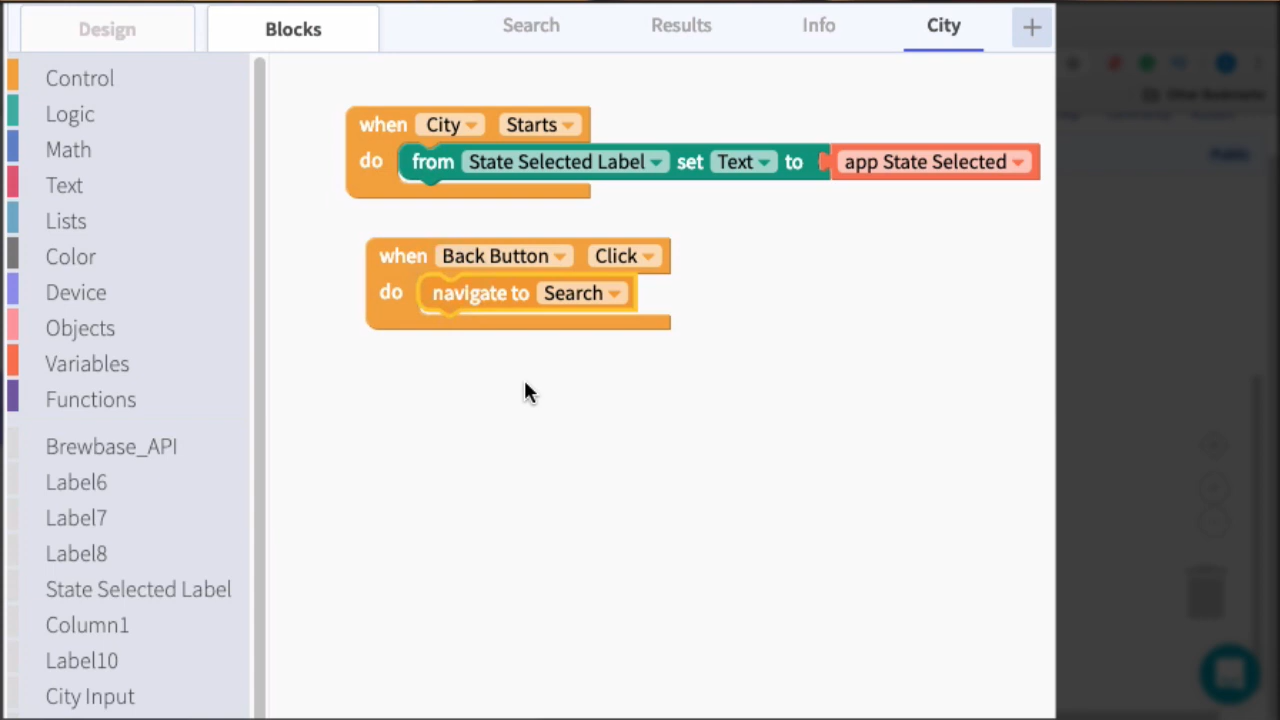 Design
Blocks
Search
Results
Info
City
+
Control
Logic
Math
Text
Lists
Color
Device
Objects
Variables
Functions
Brewbase_API
Label6
Label7
Label8
State Selected Label
Column1
Label10
City Input
when City Starts
do from State Selected Label set Text to app State Selected
when Back Button Click
do navigate to Search